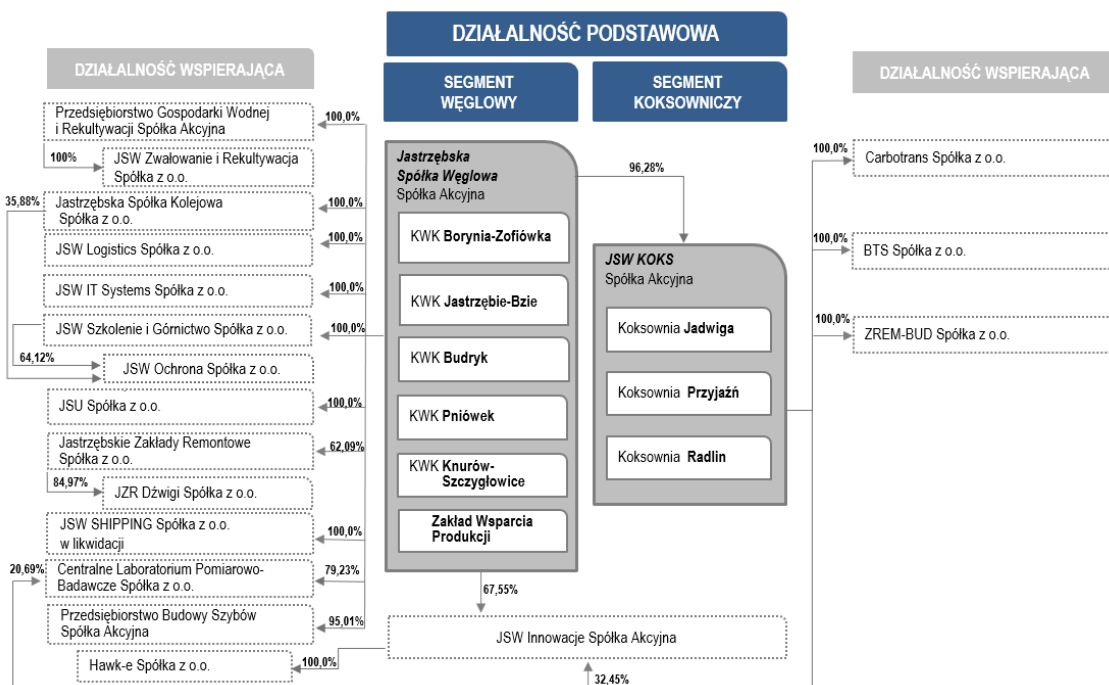 DZIAŁALNOŚĆ PODSTAWOWA
DZIAŁALNOŚĆ WSPIERAJĄCA
SEGMENT
WĘGLOWY
SEGMENT
KOKSOWNICZY
DZIAŁALNOŚĆ WSPIERAJĄCA
Przedsiębiorstwo Gospodarki Wodnej
i Rekultywacji Spółka Akcyjna
100,0%
100%
JSW Zwałowanie i Rekultywacja
Spółka z o.o.
35,88%
Jastrzębska Spółka Kolejowa
Spółka z o.o.
100,0%
JSW Logistics Spółka z o.o.
100,0%
JSW IT Systems Spółka z o.o.
100,0%
JSW Szkolenie i Górnictwo Spółka z o.o.
100,0%
64,12%
JSW Ochrona Spółka z o.o.
JSU Spółka z o.o.
100,0%
Jastrzębskie Zakłady Remontowe
Spółka z o.o.
62,09%
84,97%
JZR Dźwigi Spółka z o.o.
JSW SHIPPING Spółka z o.o.
w likwidacji
100,0%
20,69%
Centralne Laboratorium Pomiarowo-
Badawcze Spółka z o.o.
79,23%
Przedsiębiorstwo Budowy Szybów
Spółka Akcyjna
95,01%
Hawk-e Spółka z o.o.
100,0%
Jastrzębska
Spółka Węglowa
Spółka Akcyjna
KWK Borynia-Zofiówka
KWK Jastrzębie-Bzie
KWK Budryk
KWK Pniówek
KWK Knurów-
Szczygłowice
Zakład Wsparcia
Produkcji
67,55%
JSW Innowacje Spółka Akcyjna
32,45%
96,28%
JSW KOKS
Spółka Akcyjna
Koksownia Jadwiga
Koksownia Przyjaźń
Koksownia Radlin
100,0%
Carbotrans Spółka z o.o.
100,0%
BTS Spółka z o.o.
100,0%
ZREM-BUD Spółka z o.o.